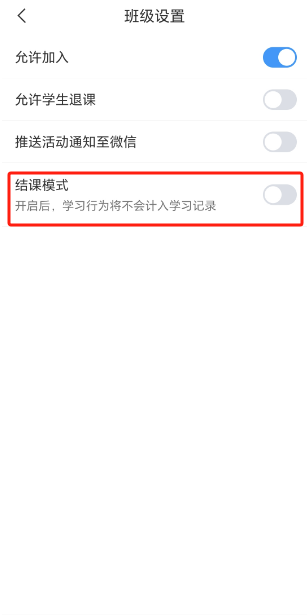 班级设置
允许加入
允许学生退课
推送活动通知至微信
结课模式
开启后，学习行为将不会计入学习记录